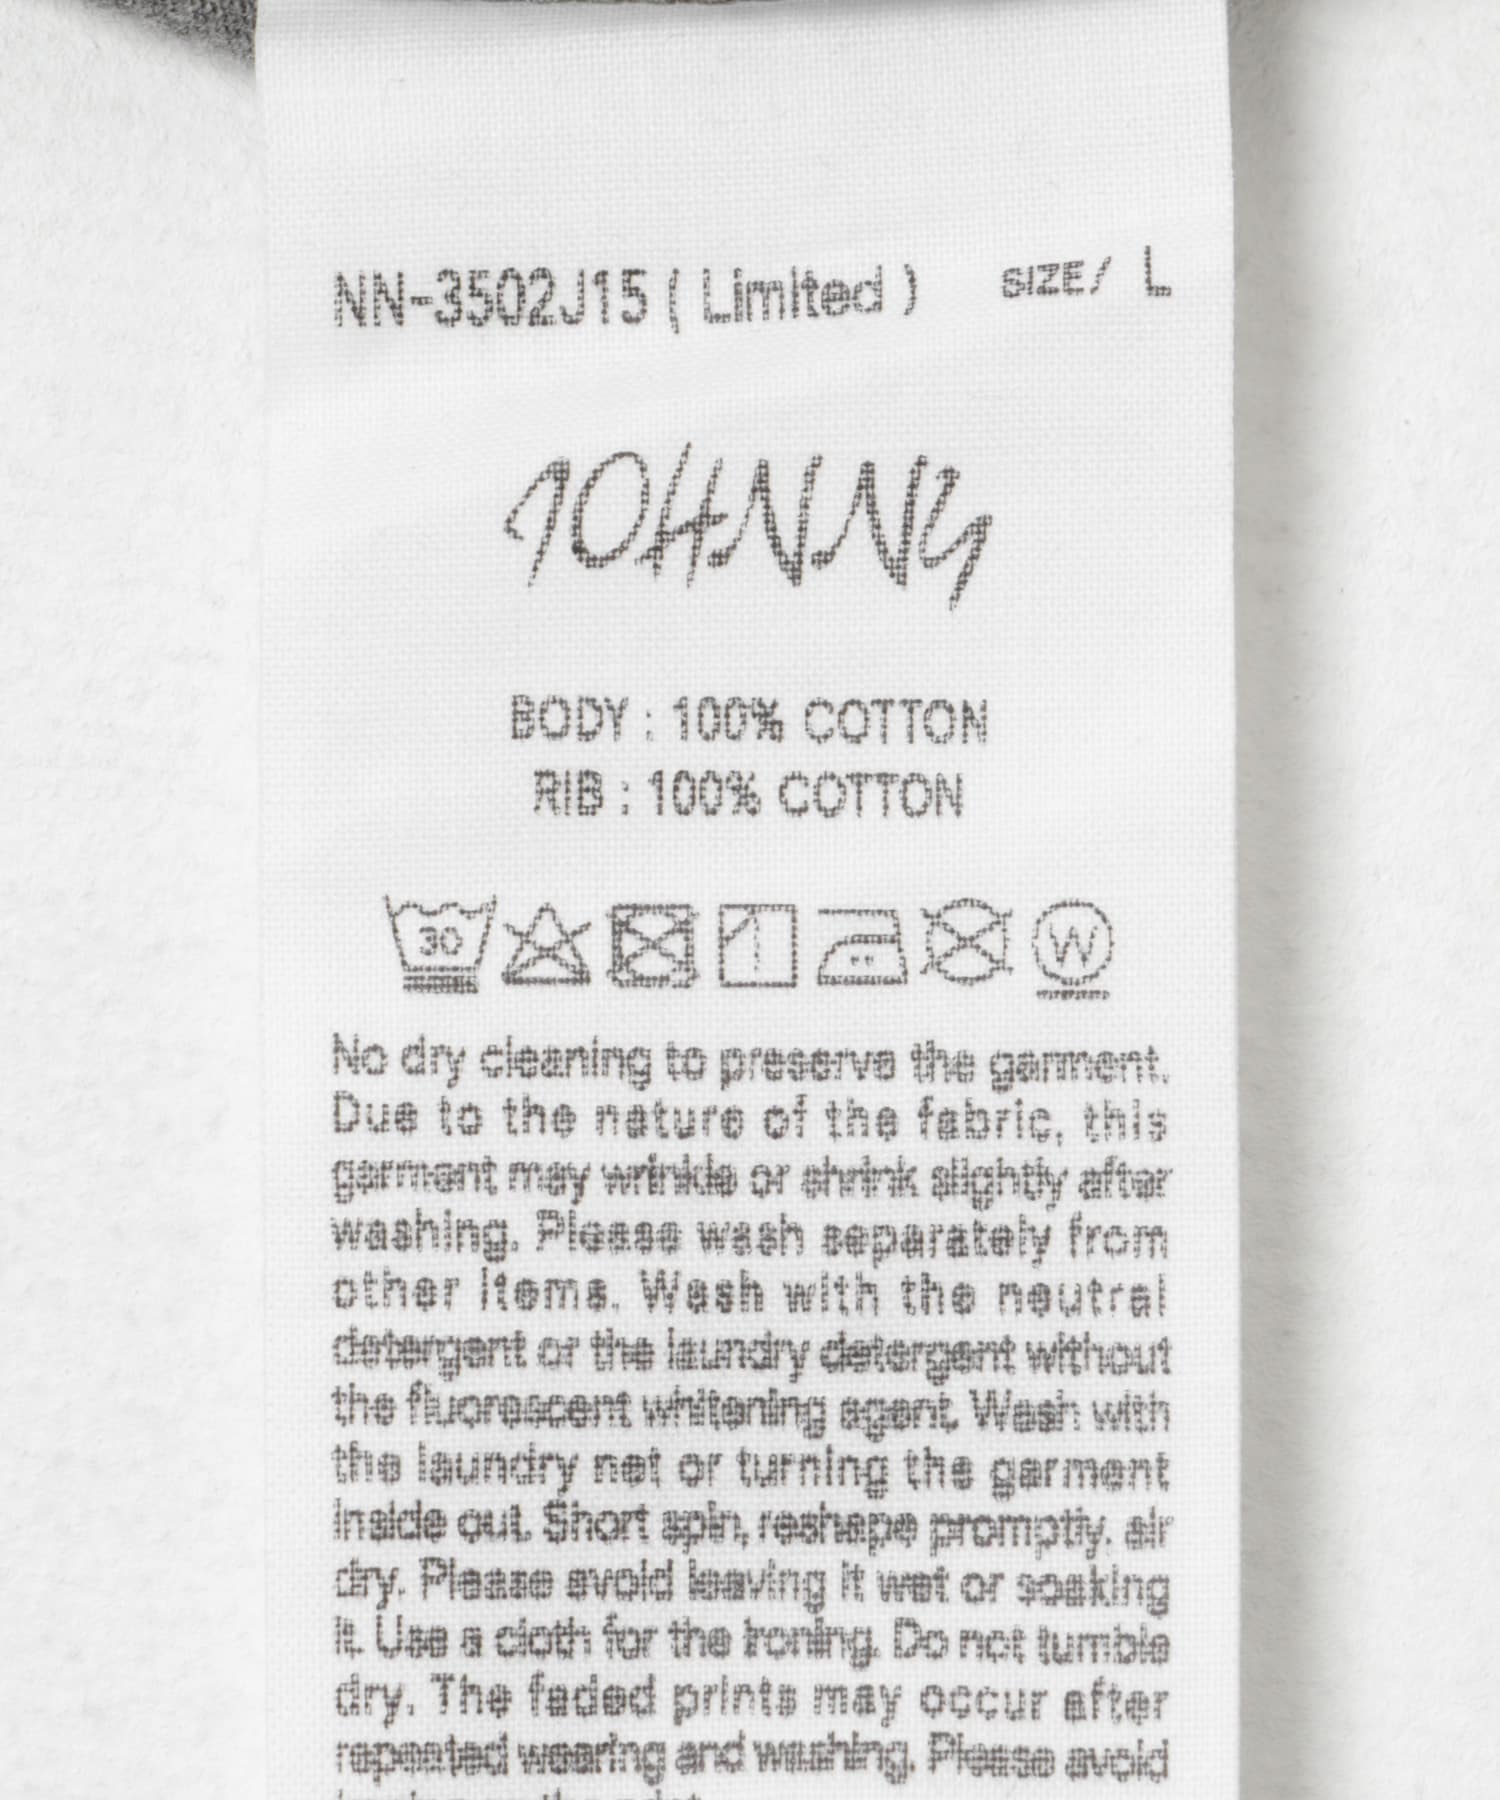 NN-3502J15 ( Limited ) SIZE/ L
JOHNNY
BODY : 100% COTTON
RIB : 100% COTTON
30
W
No dry cleaning to preserve the garment.
Due to the nature of the fabric, this
garment may wrinkle or shrink slightly after
washing. Please wash separately from
other items. Wash with the neutral
detergent or the laundry detergent without
the fluorescent whitening agent. Wash with
the laundry net or turning the garment
inside out. Short spin, reshape promptly. air
dry. Please avoid leaving it wet or soaking
it. Use a cloth for the ironing. Do not tumble
dry. The faded prints may occur after
repeated wearing and washing. Please avoid